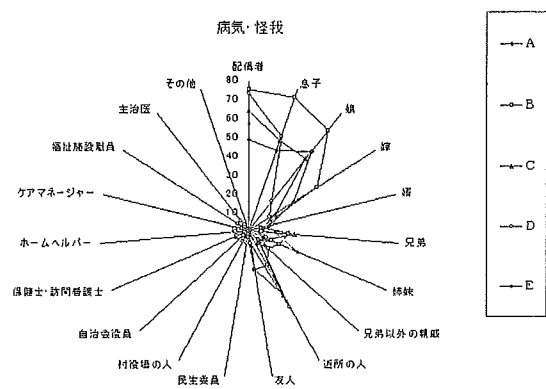 病気・怪我
配偶者
息子
娘
嫁
婿
兄弟
姉妹
兄弟以外の親戚
近所の人
友人
民生委員
村役場の人
自治会役員
保健士・訪問看護士
ホームヘルパー
ケアマネージャー
福祉施設職員
主治医
その他
80
70
60
50
40
30
20
10
A
B
C
D
E